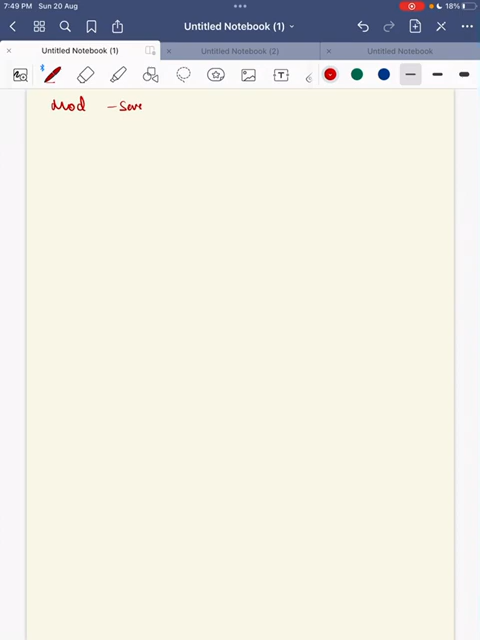 7:49 PM Sun 20 Aug 18%
Untitled Notebook (1)
Untitled Notebook (1) Untitled Notebook (2) Untitled Notebook
T
mod - seve